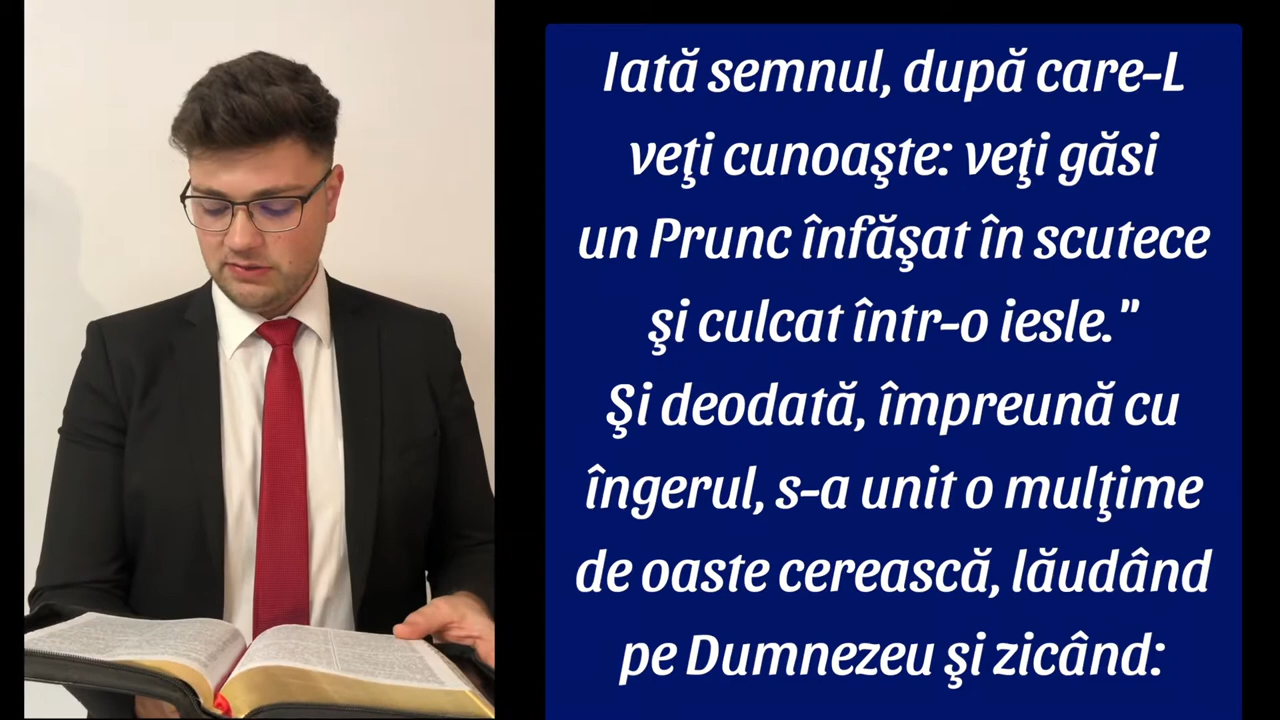 Iată semnul, după care-L
veţi cunoaşte: veţi găsi
un Prunc înfăşat în scutece
şi culcat într-o iesle."
Şi deodată, împreună cu
îngerul, s-a unit o mulţime
de oaste cerească, lăudând
pe Dumnezeu şi zicând: